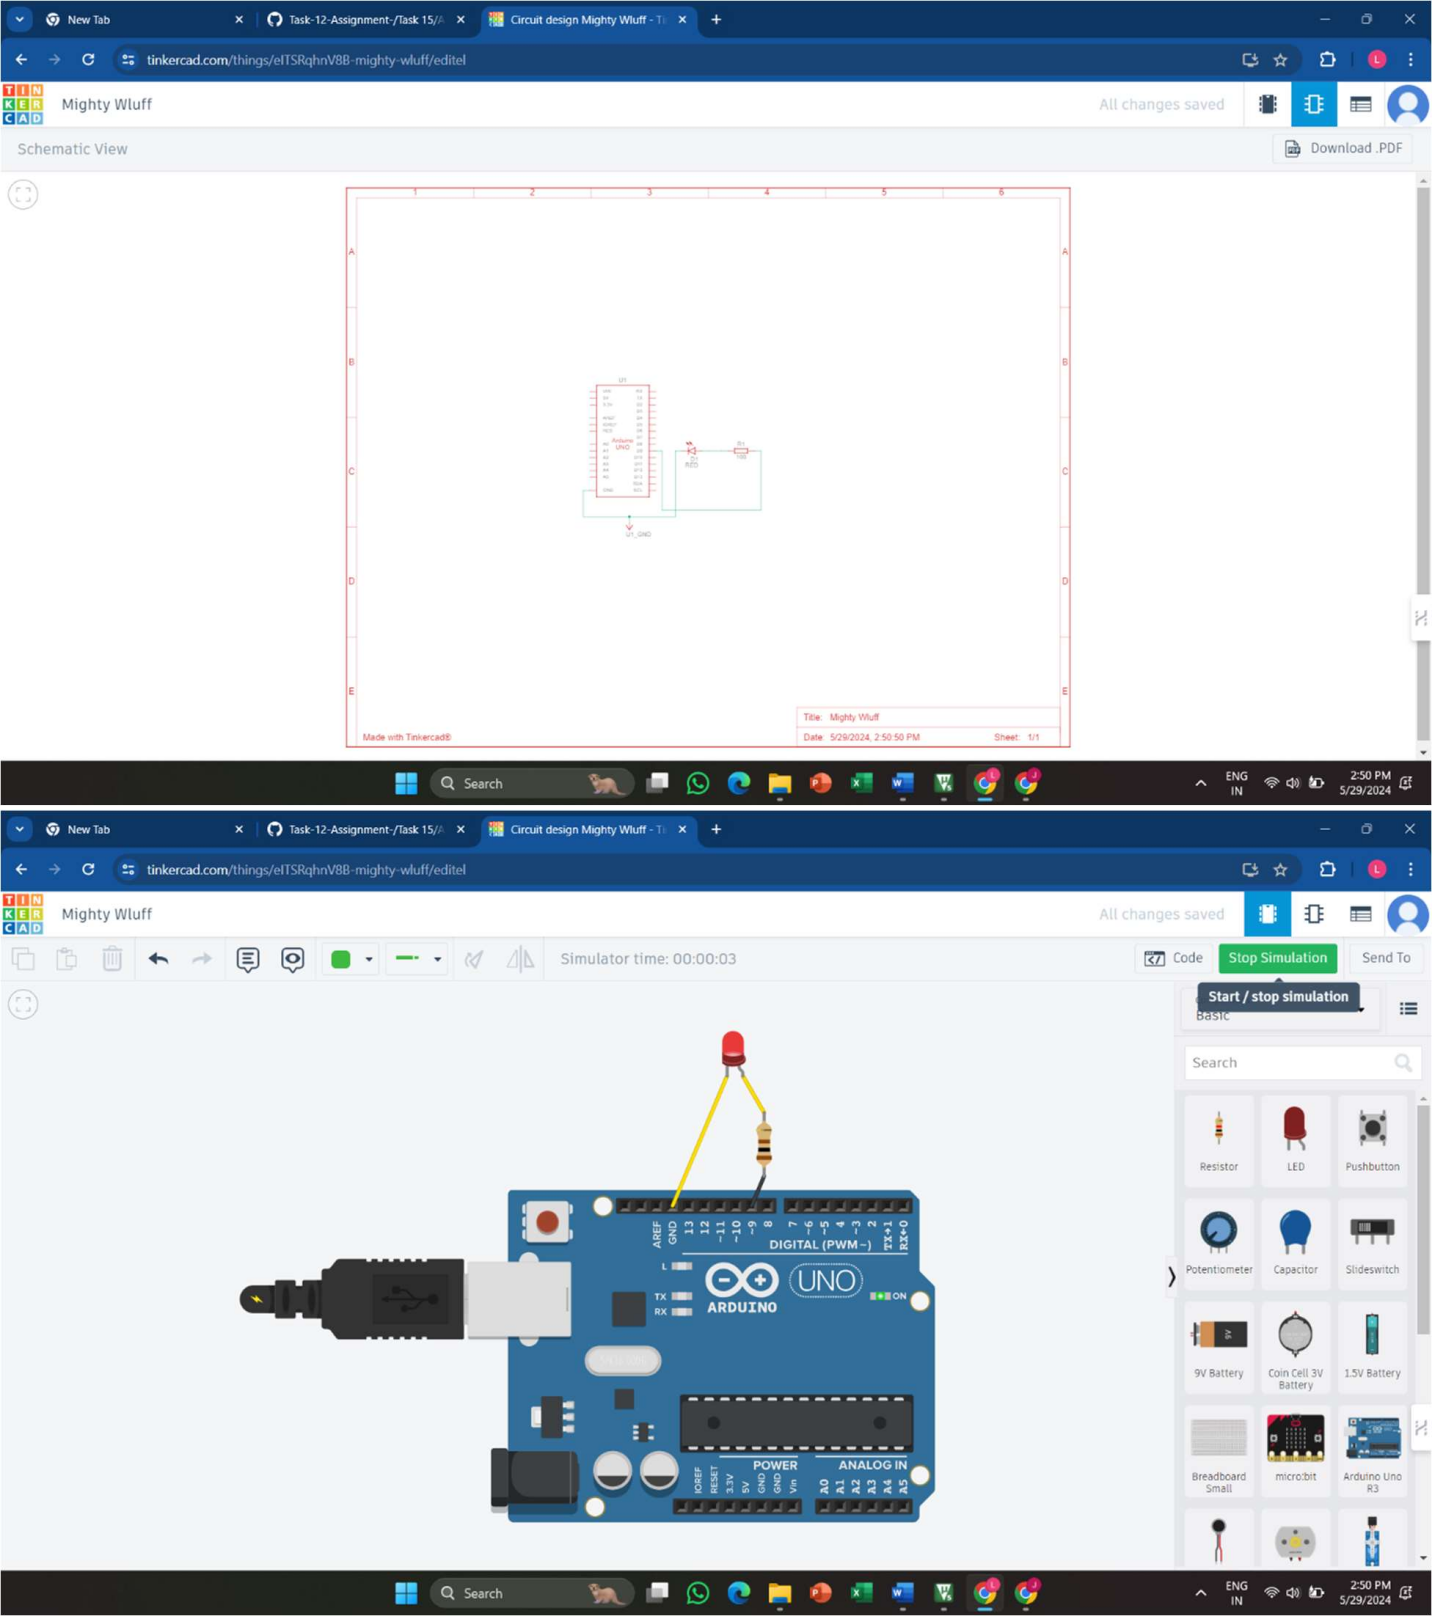 New Tab
Task-12-Assignment-/Task 15/A
Circuit design Mighty Wluff - Ti
tinkercad.com/things/eITSRqhnV8B-mighty-wluff/editel
L
TIN
KER
CAD
Mighty Wluff
All changes saved
Schematic View
Download .PDF
1 2 3 4 5 6
A A
B B
U1
Arduino
UNO
R1
RED
C C
U1_GND
D D
E E
Title: Mighty Wluff
Made with Tinkercad®
Date: 5/29/2024, 2:50:50 PM Sheet: 1/1
Search
ENG
IN
2:50 PM
5/29/2024
New Tab
Task-12-Assignment-/Task 15/A
Circuit design Mighty Wluff - Ti
tinkercad.com/things/eITSRqhnV8B-mighty-wluff/editel
L
TIN
KER
CAD
Mighty Wluff
All changes saved
Simulator time: 00:00:03
Code
Stop Simulation
Send To
Start / stop simulation
Basic
Search
Resistor LED Pushbutton
Potentiometer Capacitor Slideswitch
9V Battery Coin Cell 3V Battery 1.5V Battery
Breadboard Small micro:bit Arduino Uno R3
AREF GND 13 12 ~11 ~10 ~9 8 7 ~6 ~5 4 ~3 2 TX→1 RX←0
DIGITAL (PWM~)
L
TX
RX
ARDUINO
UNO
ON
POWER
ANALOG IN
IOREF RESET 3.3V 5V GND GND Vin A0 A1 A2 A3 A4 A5
Search
ENG
IN
2:50 PM
5/29/2024